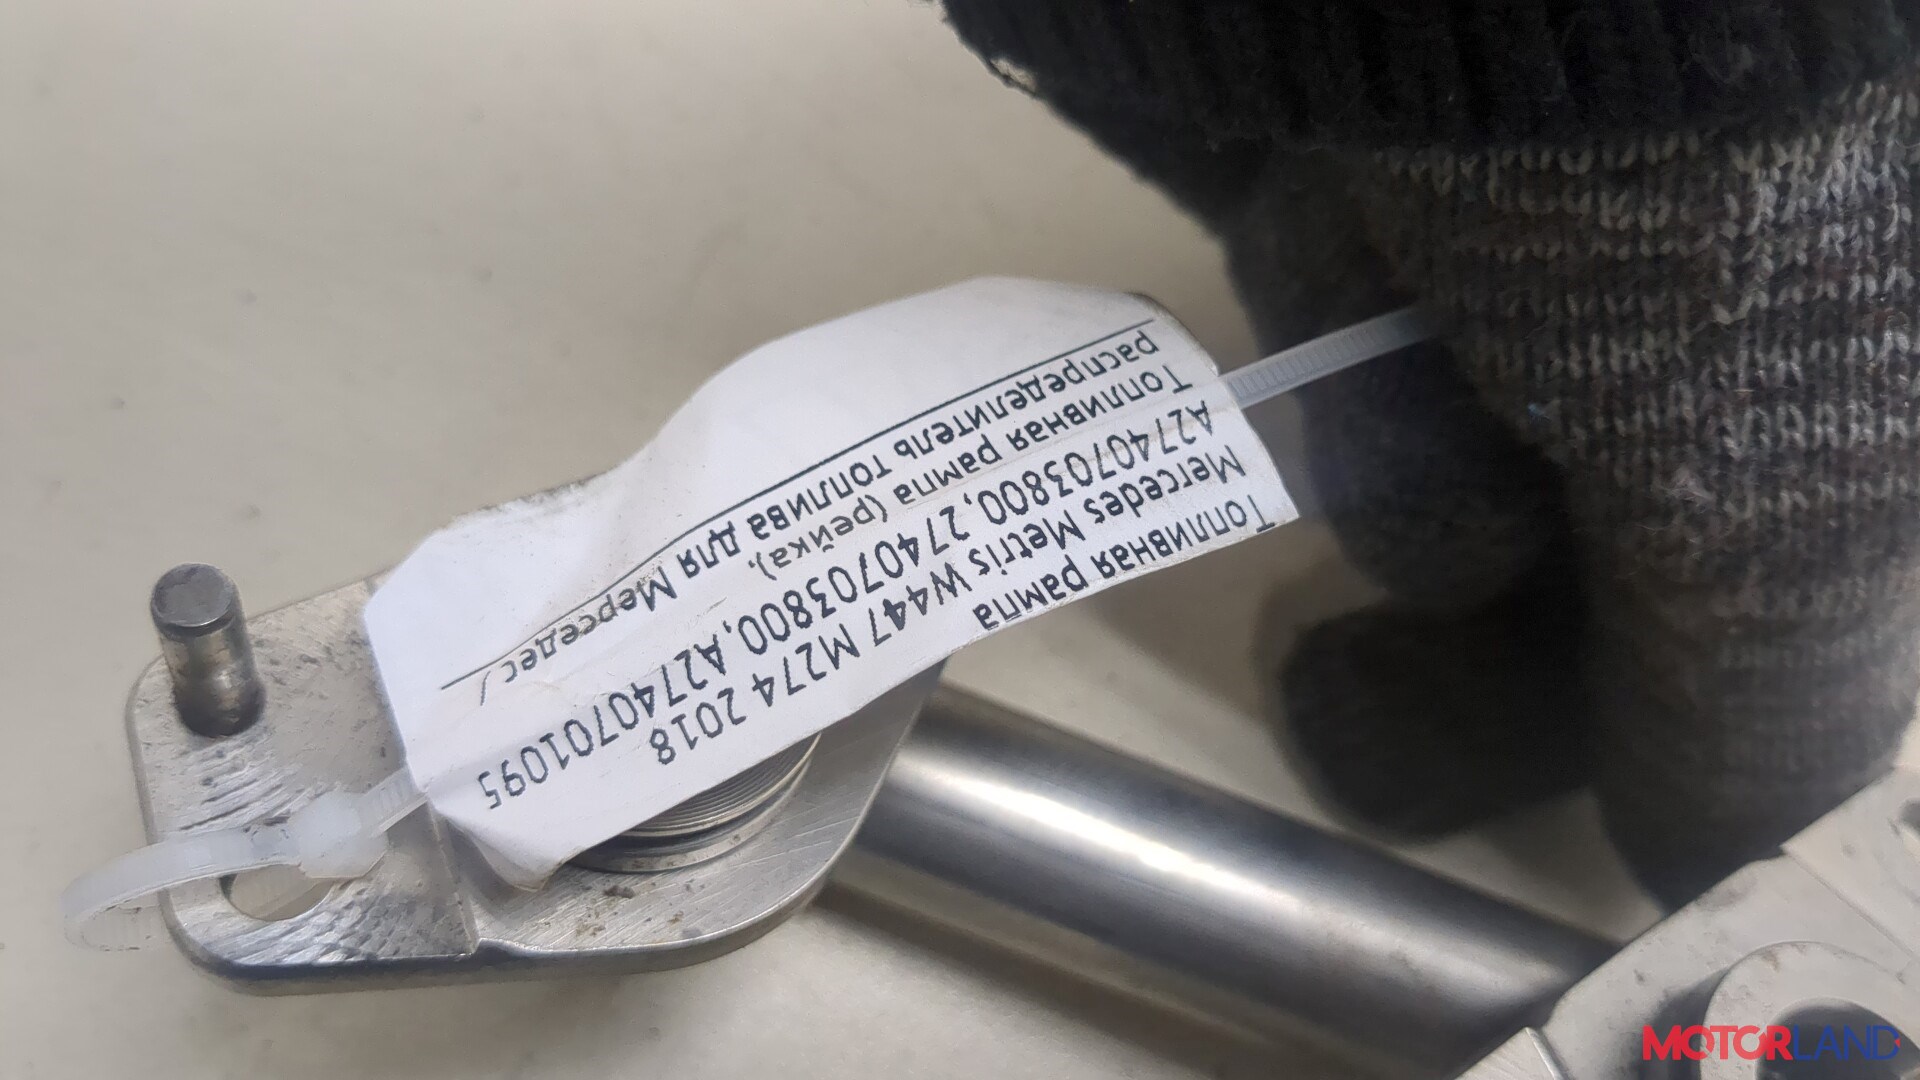 Топливная рампа
Mercedes Metris W447 M274 2018
A2740703800, 2740703800, A2740701095
Топливная рампа (рейка),
распределитель топлива для Мерседес /
MOTORLAND